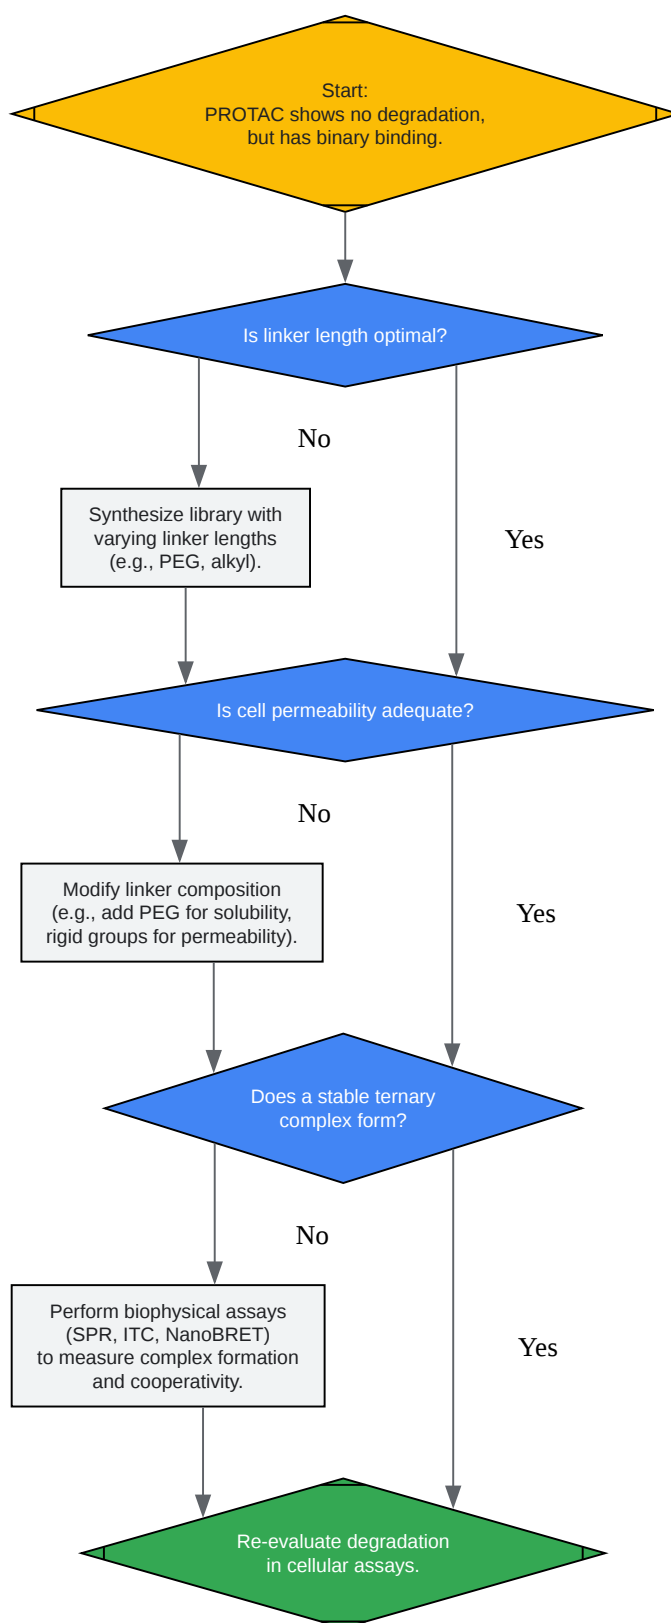 Start:
PROTAC shows no degradation,
but has binary binding.
Is linker length optimal?
No
Synthesize library with
varying linker lengths
(e.g., PEG, alkyl).
Yes
Is cell permeability adequate?
No
Modify linker composition
(e.g., add PEG for solubility,
rigid groups for permeability).
Yes
Does a stable ternary
complex form?
No
Perform biophysical assays
(SPR, ITC, NanoBRET)
to measure complex formation
and cooperativity.
Yes
Re-evaluate degradation
in cellular assays.